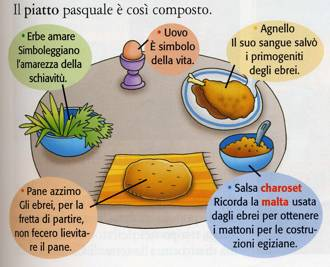 Il piatto pasquale è così composto.
• Erbe amare
Simboleggiano
l'amarezza della
schiavitù.
• Uovo
È simbolo
della vita.
• Agnello
Il suo sangue salvò
i primogeniti
degli ebrei.
• Pane azzimo
Gli ebrei, per la
fretta di partire,
non fecero lievita-
re il pane.
• Salsa charoset
Ricorda la malta usata
dagli ebrei per ottenere
i mattoni per le costru-
zioni egiziane.